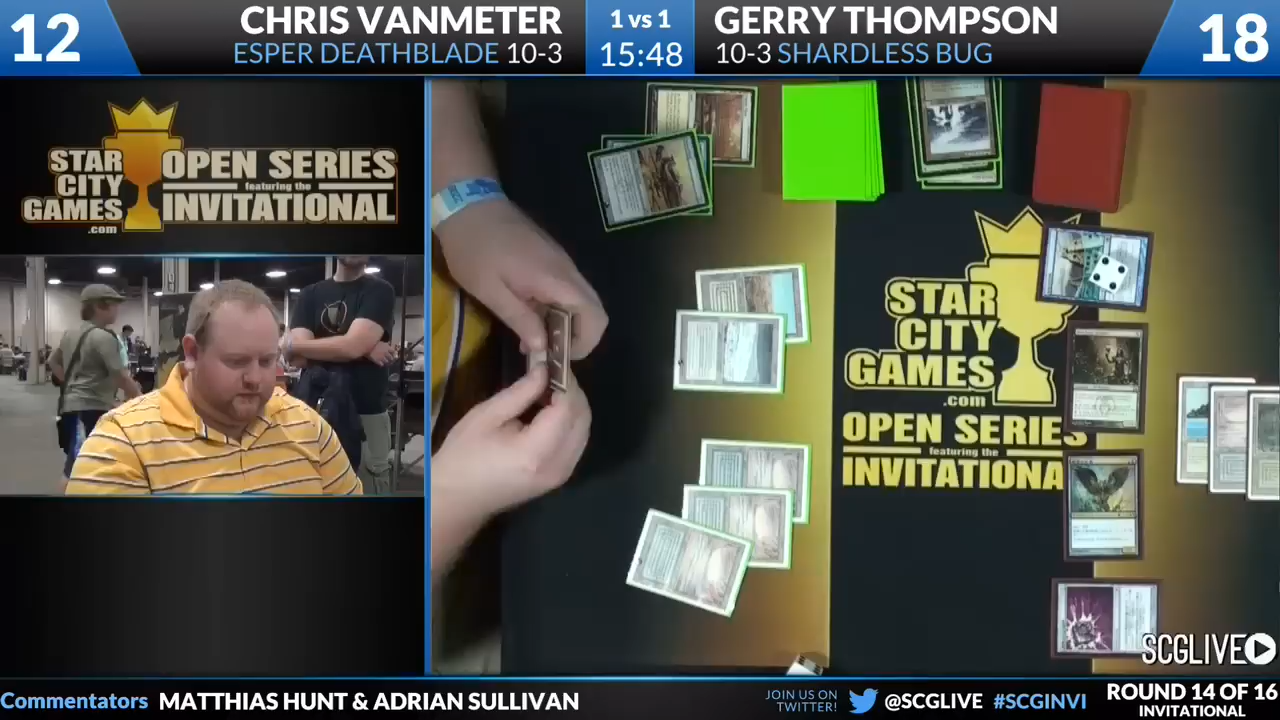 12
CHRIS VANMETER
ESPER DEATHBLADE 10-3
1 vs 1
15:48
GERRY THOMPSON
10-3 SHARDLESS BUG
18
STAR
CITY
GAMES
.com
OPEN SERIES
featuring the
INVITATIONAL
STAR
CITY
GAMES
.com
OPEN SERIES
featuring the
INVITATIONA
SCGLIVE
Commentators MATTHIAS HUNT & ADRIAN SULLIVAN
JOIN US ON
TWITTER!
@SCGLIVE #SCGINVI
ROUND 14 OF 16
INVITATIONAL